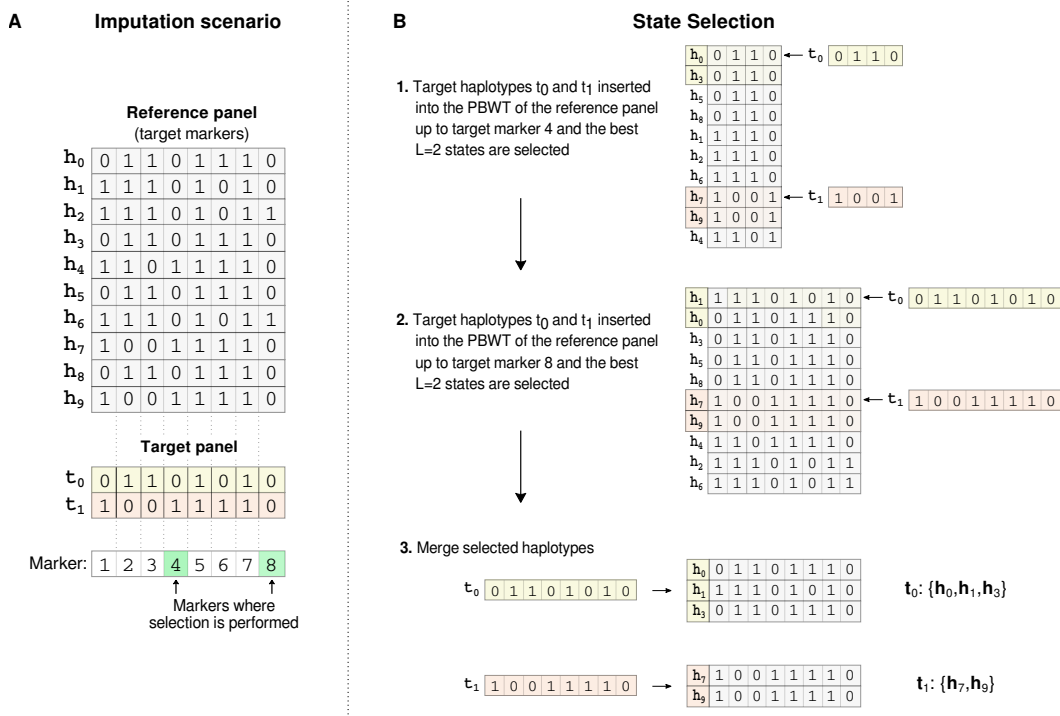 A Imputation scenario
Reference panel
(target markers)
h0 0 1 1 0 1 1 1 0
h1 1 1 1 0 1 0 1 0
h2 1 1 1 0 1 0 1 1
h3 0 1 1 0 1 1 1 0
h4 1 1 0 1 1 1 1 0
h5 0 1 1 0 1 1 1 0
h6 1 1 1 0 1 0 1 1
h7 1 0 0 1 1 1 1 0
h8 0 1 1 0 1 1 1 0
h9 1 0 0 1 1 1 1 0
Target panel
t0 0 1 1 0 1 0 1 0
t1 1 0 0 1 1 1 1 0
Marker: 1 2 3 4 5 6 7 8
Markers where
selection is performed
B State Selection
1. Target haplotypes t0 and t1 inserted
into the PBWT of the reference panel
up to target marker 4 and the best
L=2 states are selected
h0 0 1 1 0 ← t0 0 1 1 0
h3 0 1 1 0
h5 0 1 1 0
h8 0 1 1 0
h1 1 1 1 0
h2 1 1 1 0
h6 1 1 1 0
h7 1 0 0 1 ← t1 1 0 0 1
h9 1 0 0 1
h4 1 1 0 1
2. Target haplotypes t0 and t1 inserted
into the PBWT of the reference panel
up to target marker 8 and the best
L=2 states are selected
h1 1 1 1 0 1 0 1 0 ← t0 0 1 1 0 1 0 1 0
h0 0 1 1 0 1 1 1 0
h3 0 1 1 0 1 1 1 0
h5 0 1 1 0 1 1 1 0
h8 0 1 1 0 1 1 1 0
h7 1 0 0 1 1 1 1 0 ← t1 1 0 0 1 1 1 1 0
h9 1 0 0 1 1 1 1 0
h4 1 1 0 1 1 1 1 0
h2 1 1 1 0 1 0 1 1
h6 1 1 1 0 1 0 1 1
3. Merge selected haplotypes
t0 0 1 1 0 1 0 1 0 →
h0 0 1 1 0 1 1 1 0
h1 1 1 1 0 1 0 1 0
h3 0 1 1 0 1 1 1 0
t0: {h0,h1,h3}
t1 1 0 0 1 1 1 1 0 →
h7 1 0 0 1 1 1 1 0
h9 1 0 0 1 1 1 1 0
t1: {h7,h9}